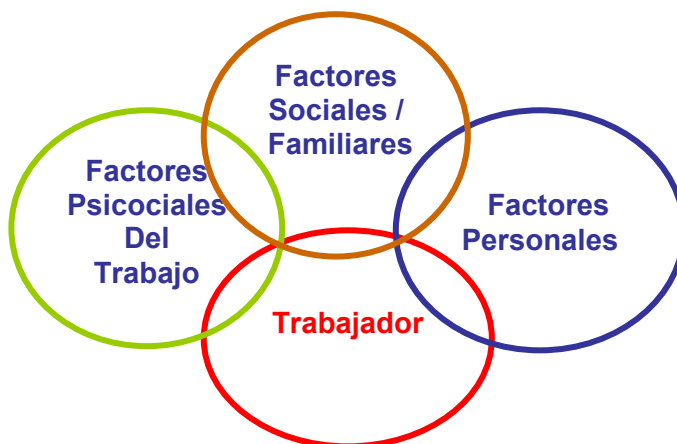 Factores
Sociales /
Familiares
Factores
Psicociales
Del
Trabajo
Factores
Personales
Trabajador